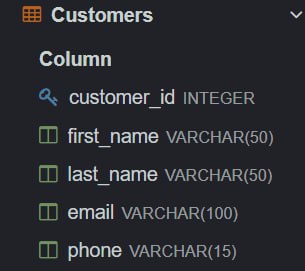 Customers
Column
customer_id INTEGER
first_name VARCHAR(50)
last_name VARCHAR(50)
email VARCHAR(100)
phone VARCHAR(15)